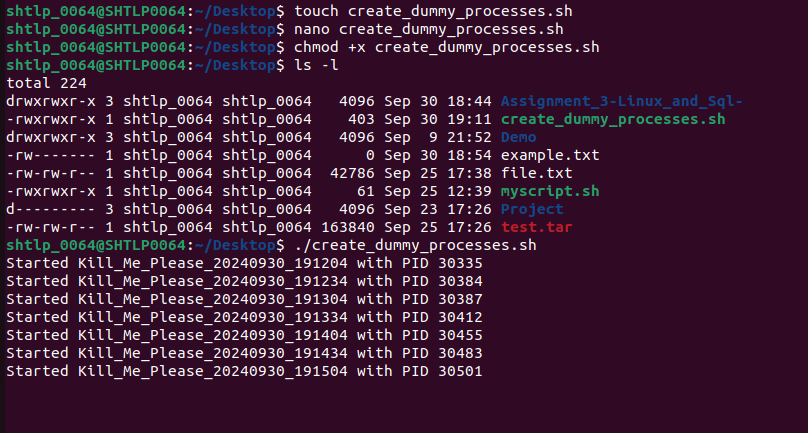 shtlp_0064@SHTLP0064:~/Desktop$ touch create_dummy_processes.sh
shtlp_0064@SHTLP0064:~/Desktop$ nano create_dummy_processes.sh
shtlp_0064@SHTLP0064:~/Desktop$ chmod +x create_dummy_processes.sh
shtlp_0064@SHTLP0064:~/Desktop$ ls -l
total 224
drwxrwxr-x 3 shtlp_0064 shtlp_0064   4096 Sep 30 18:44 Assignment_3-Linux_and_Sql-
-rwxrwxr-x 1 shtlp_0064 shtlp_0064    403 Sep 30 19:11 create_dummy_processes.sh
drwxrwxr-x 3 shtlp_0064 shtlp_0064   4096 Sep  9 21:52 Demo
-rw------- 1 shtlp_0064 shtlp_0064      0 Sep 30 18:54 example.txt
-rw-rw-r-- 1 shtlp_0064 shtlp_0064  42786 Sep 25 17:38 file.txt
-rwxrwxr-x 1 shtlp_0064 shtlp_0064     61 Sep 25 12:39 myscript.sh
d--------- 3 shtlp_0064 shtlp_0064   4096 Sep 23 17:26 Project
-rw-rw-r-- 1 shtlp_0064 shtlp_0064 163840 Sep 25 17:26 test.tar
shtlp_0064@SHTLP0064:~/Desktop$ ./create_dummy_processes.sh
Started Kill_Me_Please_20240930_191204 with PID 30335
Started Kill_Me_Please_20240930_191234 with PID 30384
Started Kill_Me_Please_20240930_191304 with PID 30387
Started Kill_Me_Please_20240930_191334 with PID 30412
Started Kill_Me_Please_20240930_191404 with PID 30455
Started Kill_Me_Please_20240930_191434 with PID 30483
Started Kill_Me_Please_20240930_191504 with PID 30501